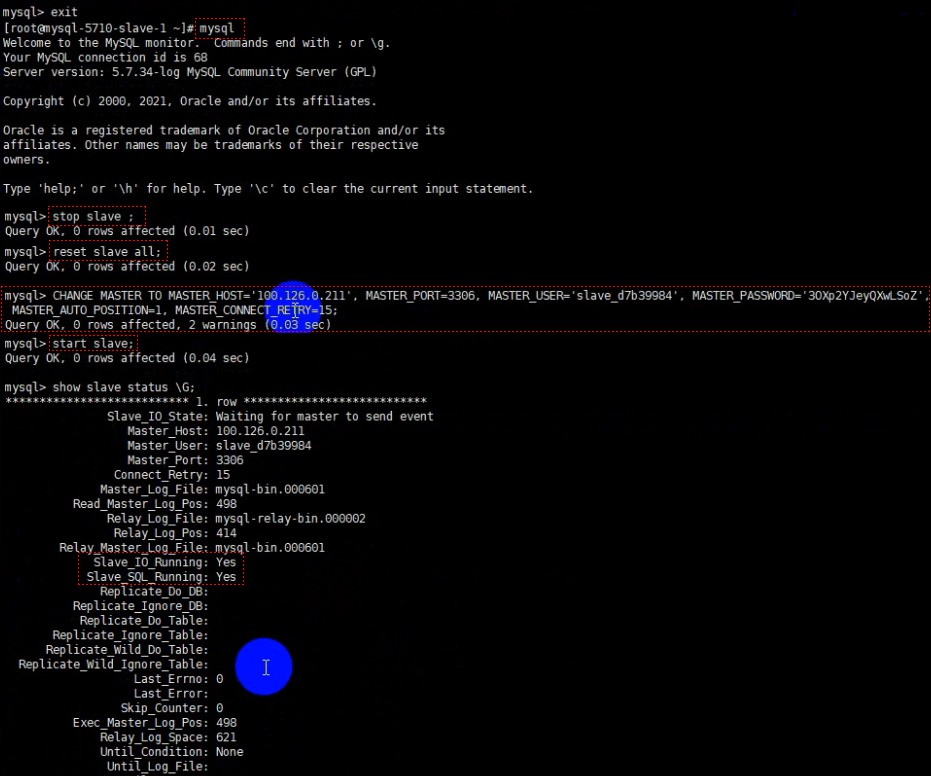 mysql> exit
[root@mysql-5710-slave-1 ~]# mysql
Welcome to the MySQL monitor.  Commands end with ; or \g.
Your MySQL connection id is 68
Server version: 5.7.34-log MySQL Community Server (GPL)
Copyright (c) 2000, 2021, Oracle and/or its affiliates.
Oracle is a registered trademark of Oracle Corporation and/or its
affiliates. Other names may be trademarks of their respective
owners.
Type 'help;' or '\h' for help. Type '\c' to clear the current input statement.
mysql> stop slave ;
Query OK, 0 rows affected (0.01 sec)
mysql> reset slave all;
Query OK, 0 rows affected (0.02 sec)
mysql> CHANGE MASTER TO MASTER_HOST='100.126.0.211', MASTER_PORT=3306, MASTER_USER='slave_d7b39984', MASTER_PASSWORD='3OXp2YJeyQXwLSoZ',
MASTER_AUTO_POSITION=1, MASTER_CONNECT_RETRY=15;
Query OK, 0 rows affected, 2 warnings (0.03 sec)
mysql> start slave;
Query OK, 0 rows affected (0.04 sec)
mysql> show slave status \G;
*************************** 1. row ***************************
Slave_IO_State: Waiting for master to send event
Master_Host: 100.126.0.211
Master_User: slave_d7b39984
Master_Port: 3306
Connect_Retry: 15
Master_Log_File: mysql-bin.000601
Read_Master_Log_Pos: 498
Relay_Log_File: mysql-relay-bin.000002
Relay_Log_Pos: 414
Relay_Master_Log_File: mysql-bin.000601
Slave_IO_Running: Yes
Slave_SQL_Running: Yes
Replicate_Do_DB:
Replicate_Ignore_DB:
Replicate_Do_Table:
Replicate_Ignore_Table:
Replicate_Wild_Do_Table:
Replicate_Wild_Ignore_Table:
Last_Errno: 0
Last_Error:
Skip_Counter: 0
Exec_Master_Log_Pos: 498
Relay_Log_Space: 621
Until_Condition: None
Until_Log_File: